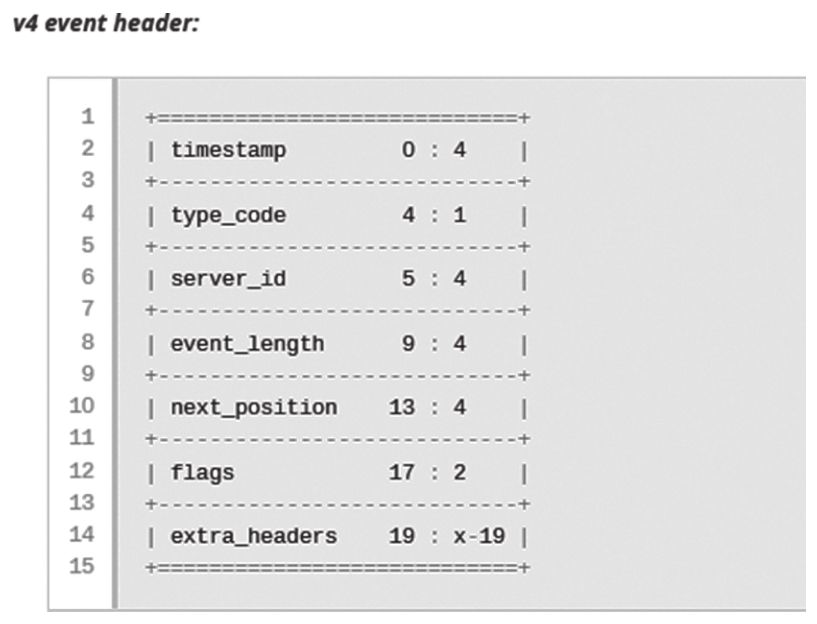 v4 event header:
1 +============================+
2 | timestamp         0 : 4    |
3 +----------------------------+
4 | type_code         4 : 1    |
5 +----------------------------+
6 | server_id         5 : 4    |
7 +----------------------------+
8 | event_length      9 : 4    |
9 +----------------------------+
10 | next_position    13 : 4    |
11 +----------------------------+
12 | flags            17 : 2    |
13 +----------------------------+
14 | extra_headers    19 : x-19 |
15 +============================+